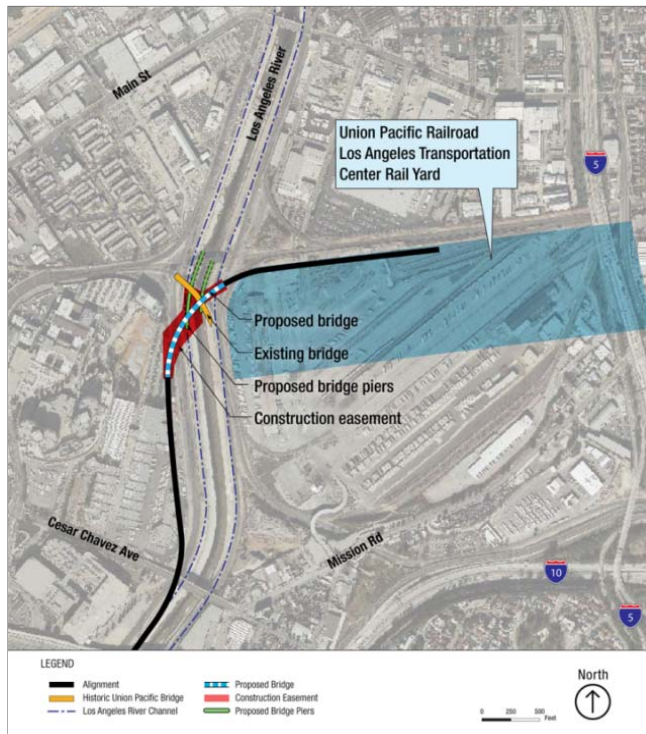 Main St
Los Angeles River
Union Pacific Railroad
Los Angeles Transportation
Center Rail Yard
5
Proposed bridge
Existing bridge
Proposed bridge piers
Construction easement
Cesar Chavez Ave
Mission Rd
10
5
LEGEND
Alignment
Historic Union Pacific Bridge
Los Angeles River Channel
Proposed Bridge
Construction Easement
Proposed Bridge Piers
0 250 500
Feet
North